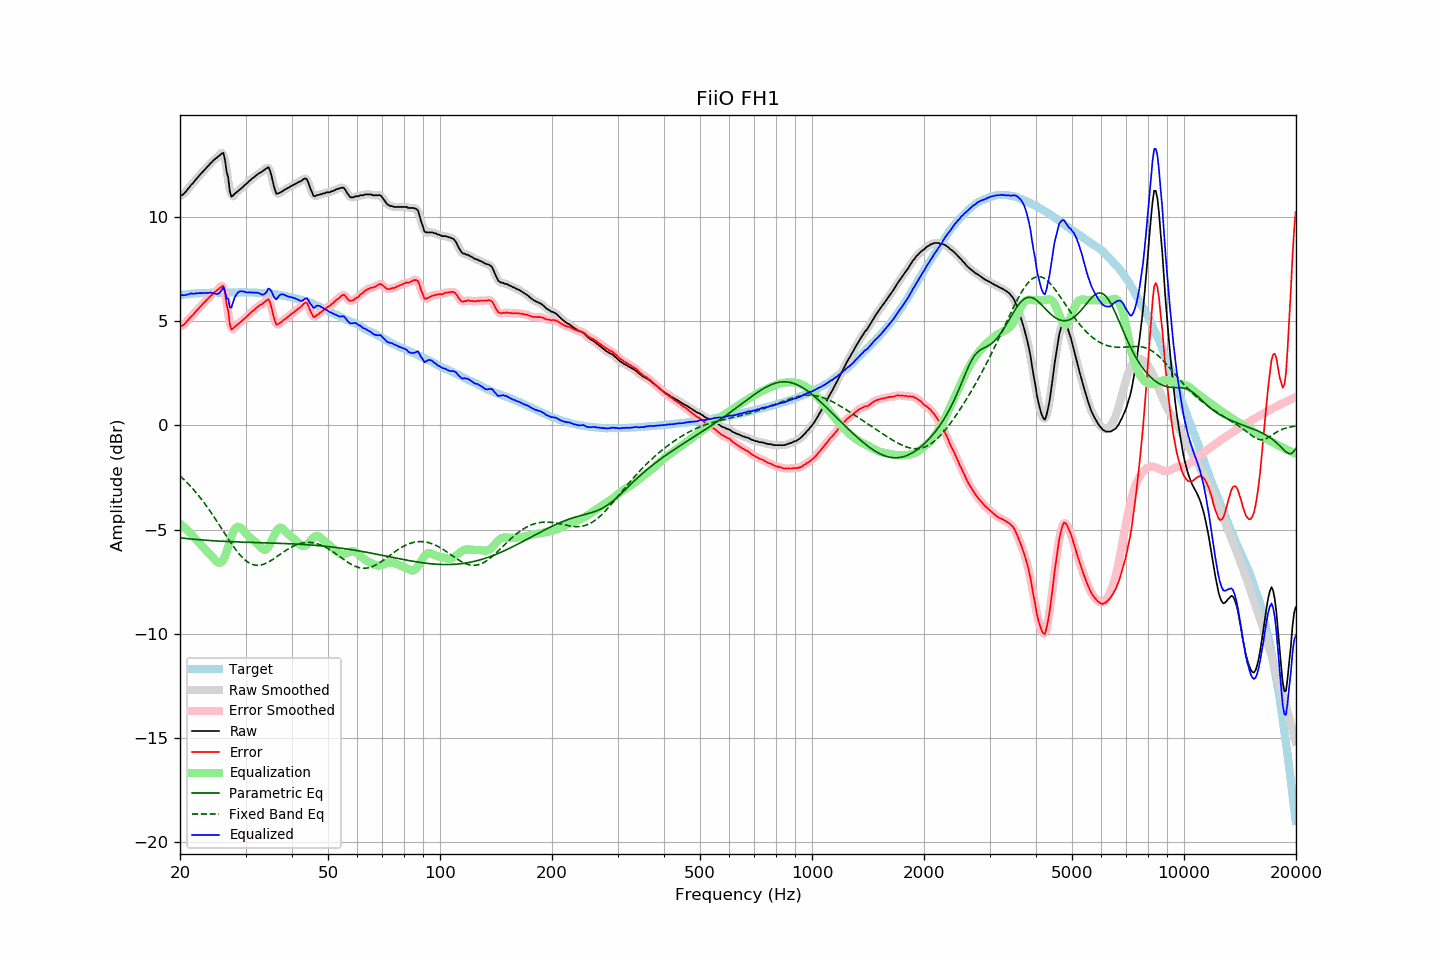 FiiO FH1
Amplitude (dBr)
10
5
0
−5
−10
−15
−20
Target
Raw Smoothed
Error Smoothed
Raw
Error
Equalization
Parametric Eq
Fixed Band Eq
Equalized
20 50 100 200 500 1000 2000 5000 10000 20000
Frequency (Hz)